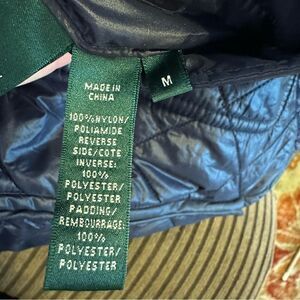 MADE IN
CHINA
100%NYLON/
POLIAMIDE
REVERSE
SIDE/COTE
INVERSE:
100%
POLYESTER/
POLYESTER
PADDING/
REMBOURRAGE:
100%
POLYESTER/
POLYESTER
M